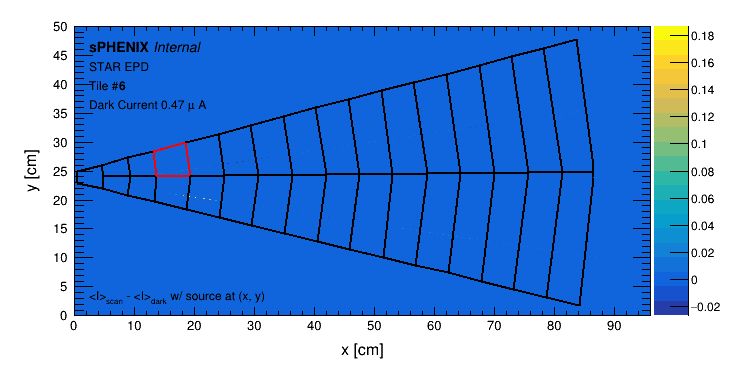 sPHENIX Internal
STAR EPD
Tile #6
Dark Current 0.47 μ A
<I>scan - <I>dark w/ source at (x, y)
y [cm]
50
45
40
35
30
25
20
15
10
5
0
0 10 20 30 40 50 60 70 80 90
x [cm]
0.18
0.16
0.14
0.12
0.1
0.08
0.06
0.04
0.02
0
−0.02